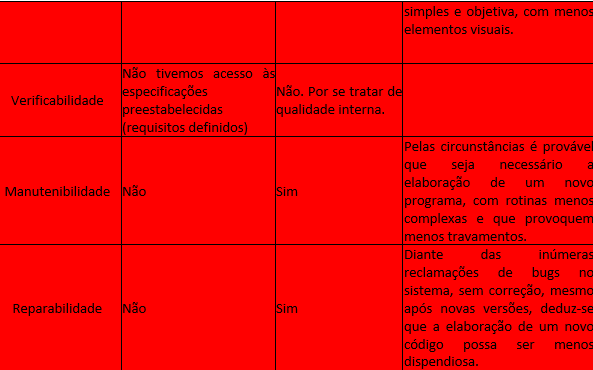 simples e objetiva, com menos
elementos visuais.
Verificabilidade
Não tivemos acesso às
especificações
preestabelecidas
(requisitos definidos)
Não. Por se tratar de
qualidade interna.
Manutenibilidade
Não
Sim
Pelas circunstâncias é provável
que seja necessário a
elaboração de um novo
programa, com rotinas menos
complexas e que provoquem
menos travamentos.
Reparabilidade
Não
Sim
Diante das inúmeras
reclamações de bugs no
sistema, sem correção, mesmo
após novas versões, deduz-se
que a elaboração de um novo
código possa ser menos
dispendiosa.